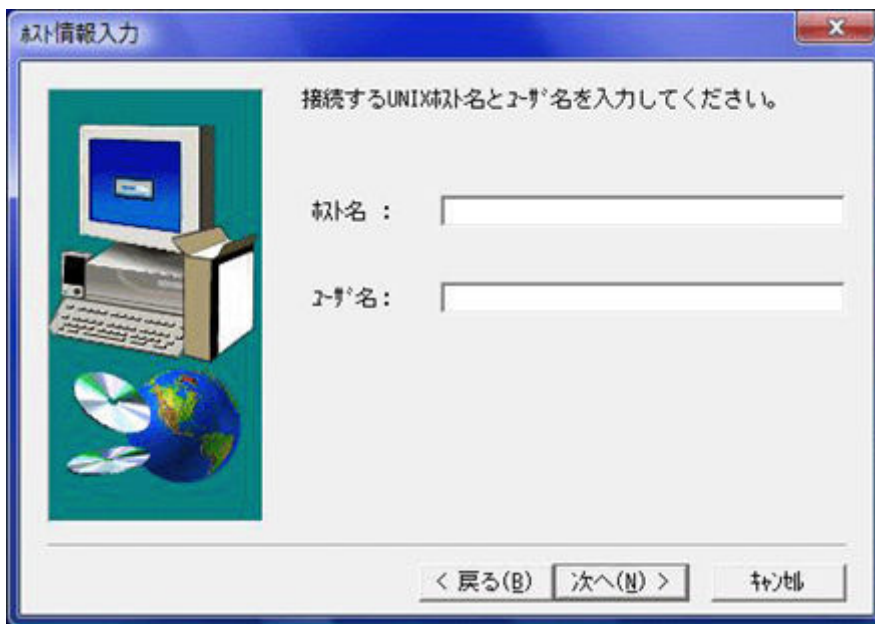 ﾎｽﾄ情報入力
接続するUNIXﾎｽﾄ名とﾕｰｻﾞ名を入力してください。
ﾎｽﾄ名 :
ﾕｰｻﾞ名:
< 戻る(B)
次へ(N) >
ｷｬﾝｾﾙ